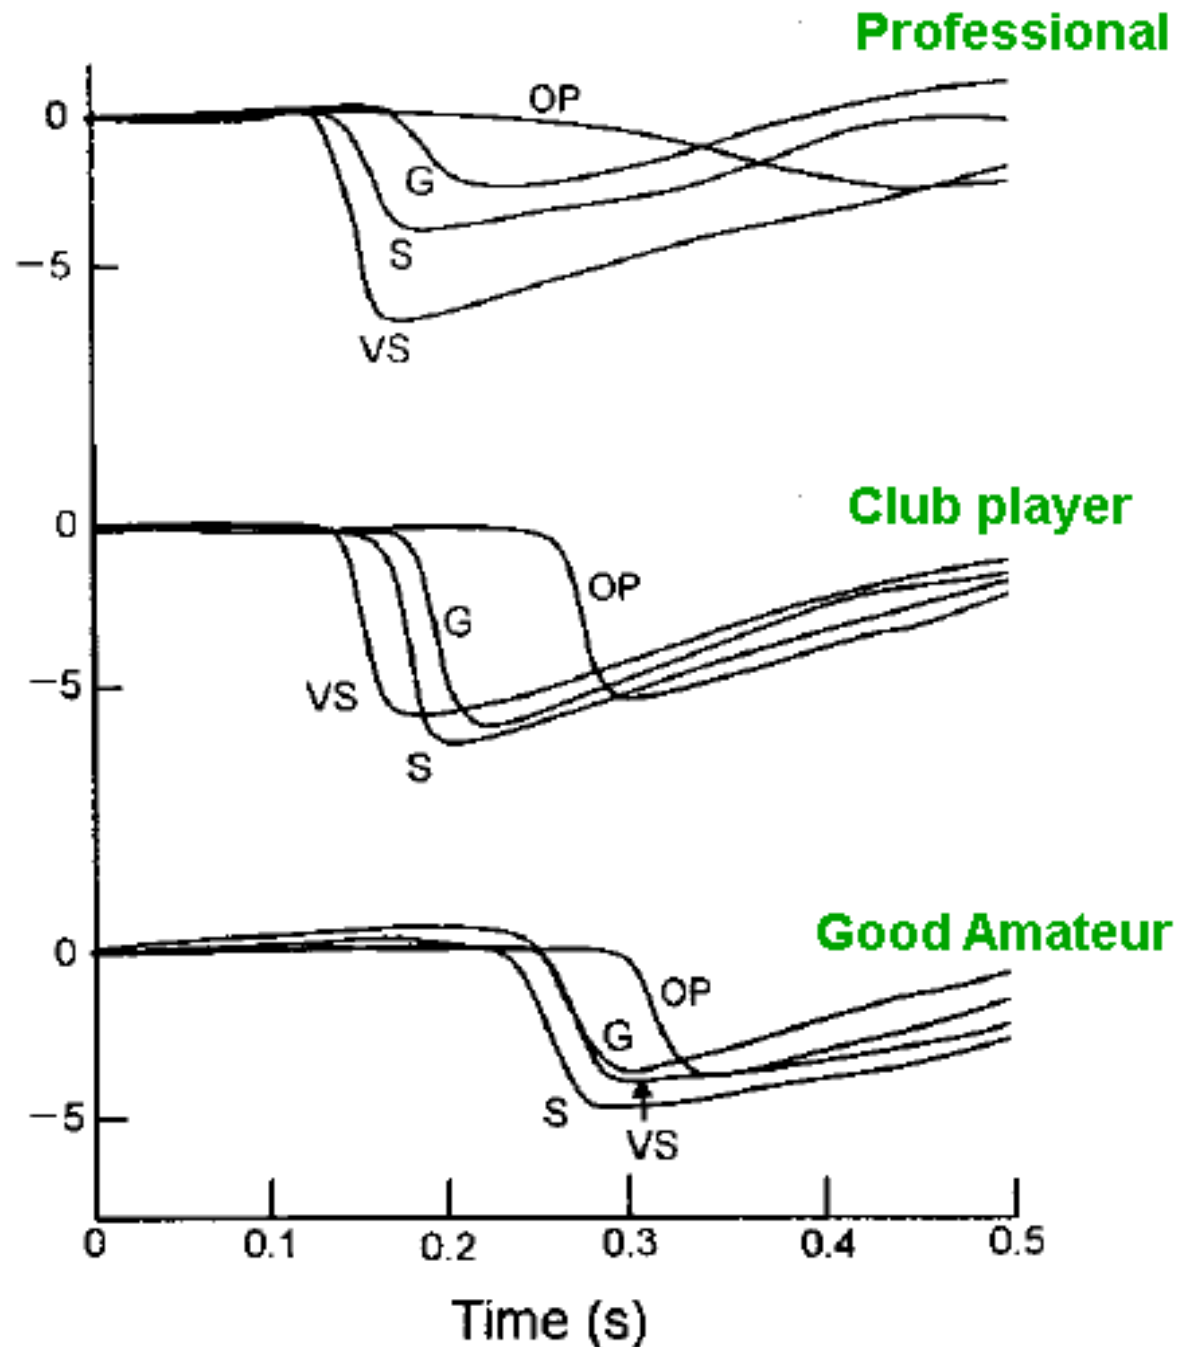 Professional
OP
0
G
S
−5
VS
Club player
0
OP
G
−5
VS
S
Good Amateur
0
OP
G
S
−5
VS
0 0.1 0.2 0.3 0.4 0.5
Time (s)